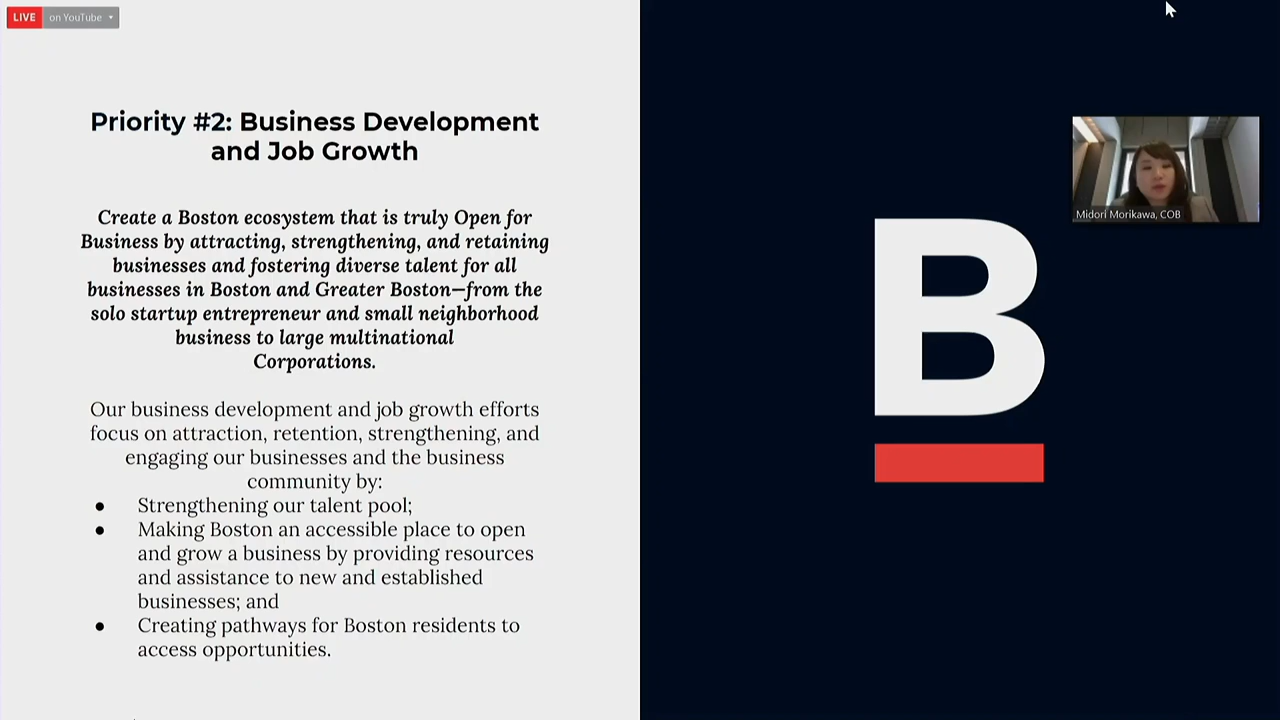 LIVE on YouTube
Priority #2: Business Development
and Job Growth
Create a Boston ecosystem that is truly Open for
Business by attracting, strengthening, and retaining
businesses and fostering diverse talent for all
businesses in Boston and Greater Boston—from the
solo startup entrepreneur and small neighborhood
business to large multinational
Corporations.
Our business development and job growth efforts
focus on attraction, retention, strengthening, and
engaging our businesses and the business
community by:
● Strengthening our talent pool;
● Making Boston an accessible place to open
and grow a business by providing resources
and assistance to new and established
businesses; and
● Creating pathways for Boston residents to
access opportunities.
B
Midori Morikawa, COB